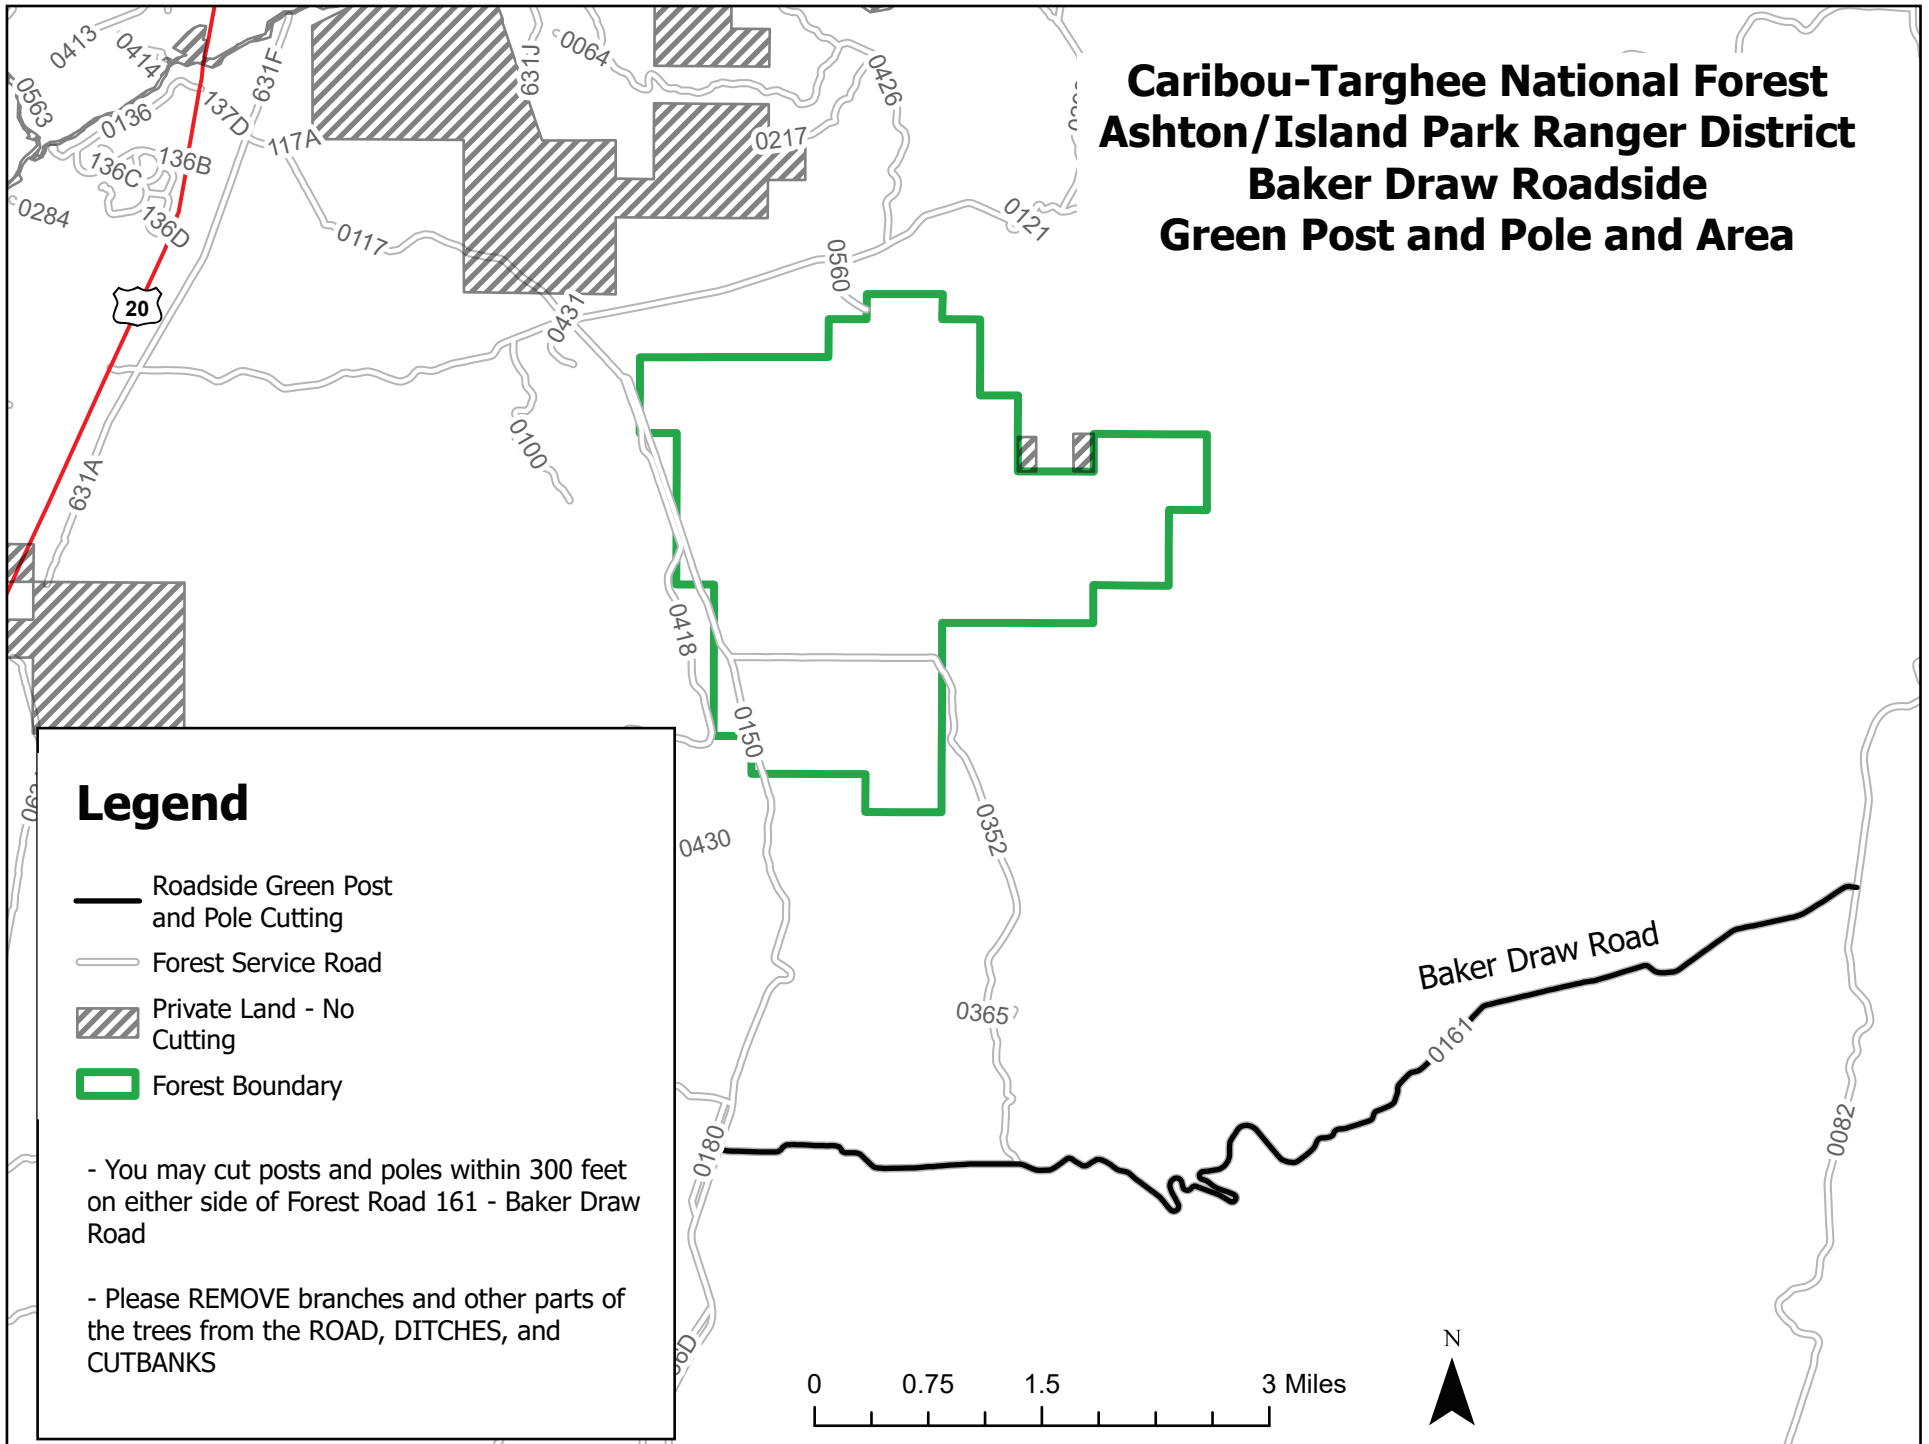 Caribou-Targhee National Forest
Ashton/Island Park Ranger District
Baker Draw Roadside
Green Post and Pole and Area
0413
0414
0563
0136
137D
631F
117A
136B
136C
136D
0284
0117
631J
0064
0426
0217
0121
0560
20
0431
0100
631A
0418
0150
0430
0352
0365
Baker Draw Road
0161
0082
0180
Legend
Roadside Green Post
and Pole Cutting
Forest Service Road
Private Land - No
Cutting
Forest Boundary
- You may cut posts and poles within 300 feet
on either side of Forest Road 161 - Baker Draw
Road
- Please REMOVE branches and other parts of
the trees from the ROAD, DITCHES, and
CUTBANKS
0 0.75 1.5 3 Miles
N